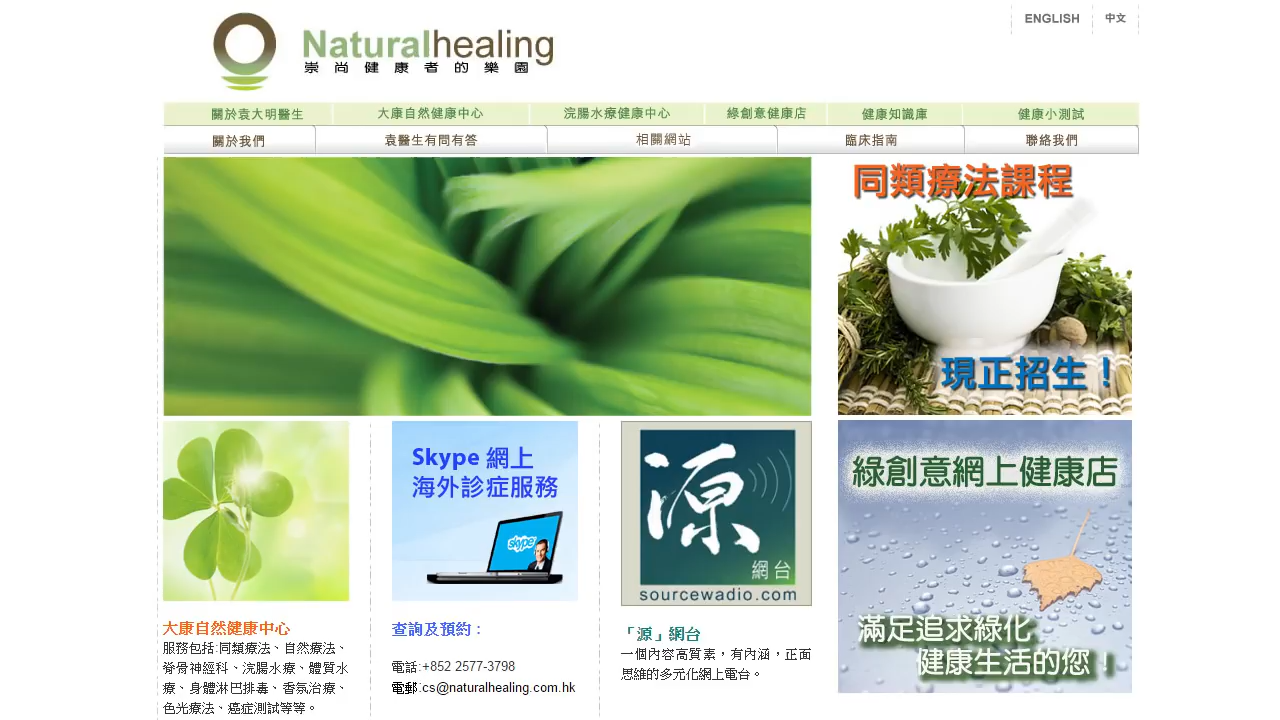 ENGLISH 中文
Naturalhealing
崇尚健康者的樂園
關於袁大明醫生 大康自然健康中心 浣腸水療健康中心 綠創意健康店 健康知識庫 健康小測試
關於我們 袁醫生有問有答 相關網站 臨床指南 聯絡我們
同類療法課程
現正招生！
Skype 網上
海外診症服務
skype
源
網台
sourcewadio.com
綠創意網上健康店
滿足追求綠化
健康生活的您！
大康自然健康中心
服務包括:同類療法、自然療法、
脊骨神經科、浣腸水療、體質水
療、身體淋巴排毒、香氛治療、
色光療法、癌症測試等等。
查詢及預約：
電話:+852 2577-3798
電郵:cs@naturalhealing.com.hk
「源」網台
一個內容高質素，有內涵，正面
思維的多元化網上電台。